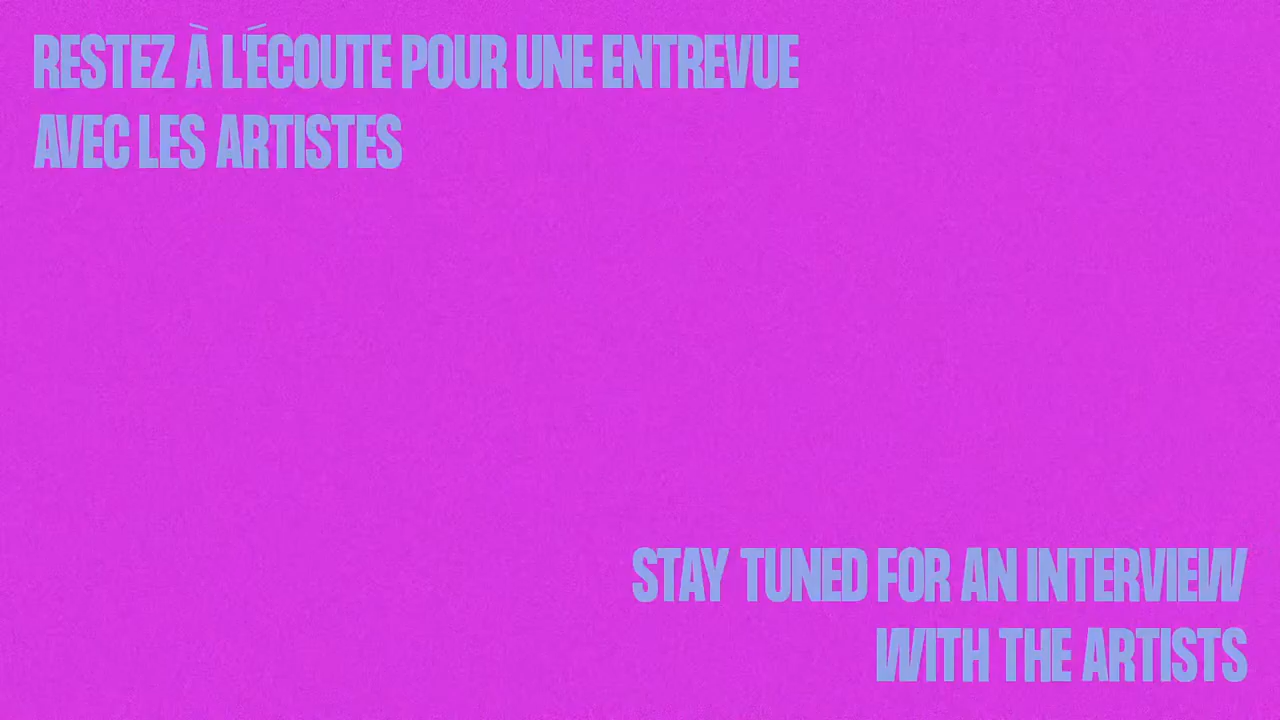 RESTEZ À L'ÉCOUTE POUR UNE ENTREVUE
AVEC LES ARTISTES
STAY TUNED FOR AN INTERVIEW
WITH THE ARTISTS